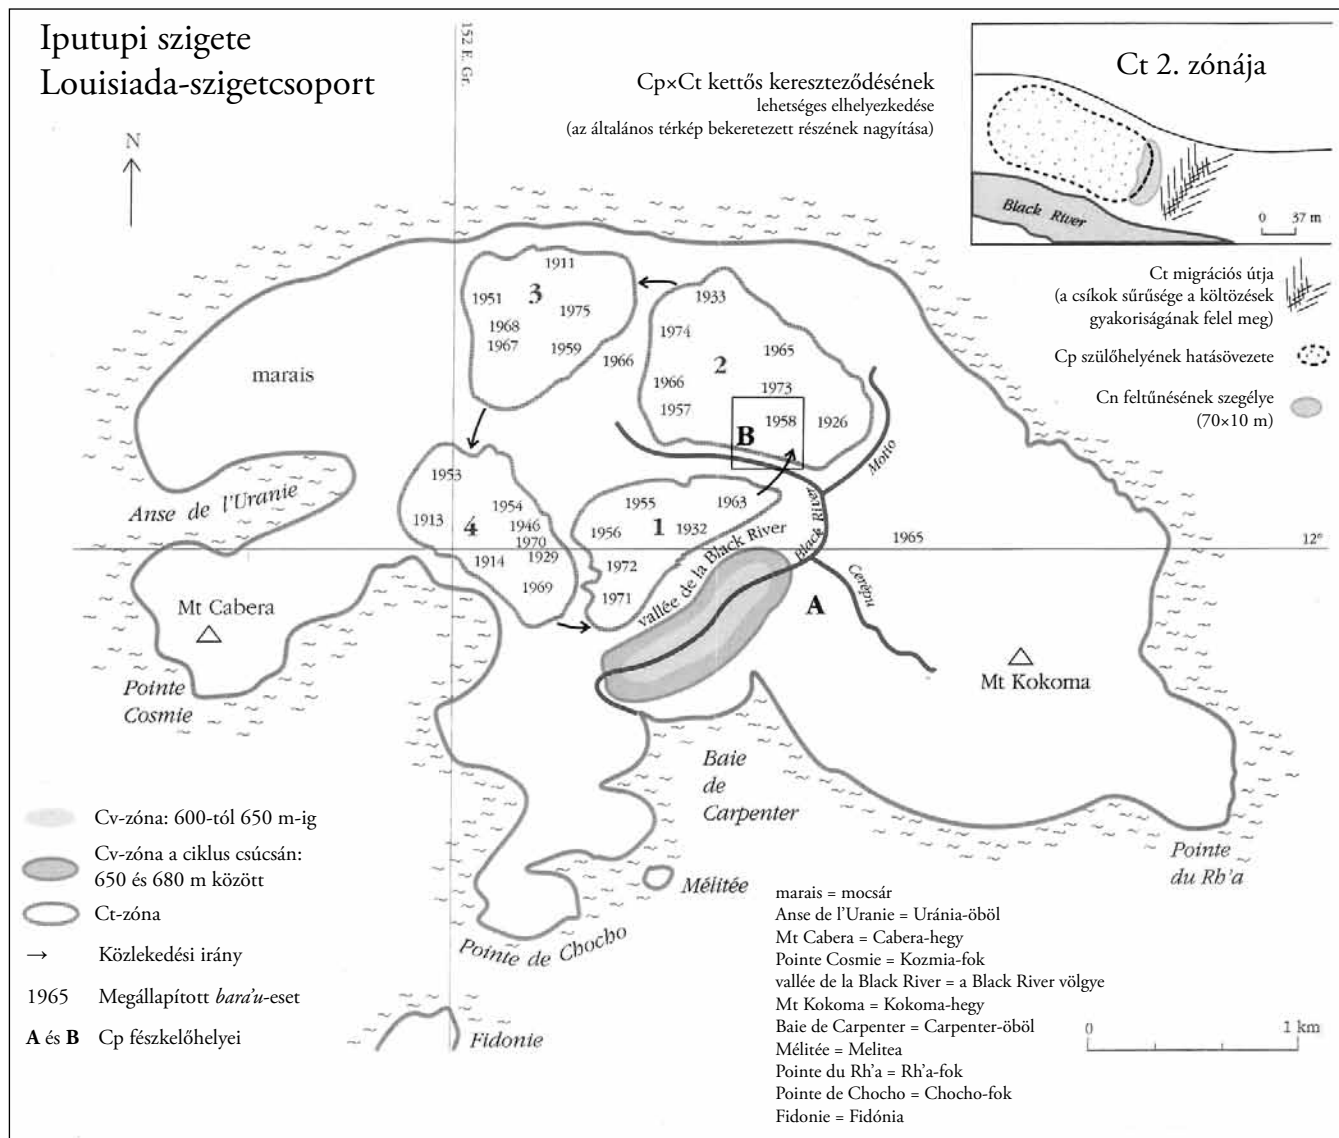 Iputupi szigete
Louisiada-szigetcsoport
152 E. Gr.
N
Cp×Ct kettős kereszteződésének
lehetséges elhelyezkedése
(az általános térkép bekeretezett részének nagyítása)
Ct 2. zónája
Black River
0 37 m
Ct migrációs útja
(a csíkok sűrűsége a költözések
gyakoriságának felel meg)
Cp szülőhelyének hatásövezete
Cn feltűnésének szegélye
(70×10 m)
1911
1951
3
1975
1968
1967
1959
1966
1933
1974
1965
2
1966
1973
1957
1958
1926
B
Motio
marais
Anse de l'Uranie
1953
1954
1913
4
1946
1970
1914
1929
1969
1955
1963
1956
1
1932
1972
1971
vallée de la Black River
Black River
1965
12°
Cerépu
A
Mt Cabera
Mt Kokoma
Pointe
Cosmie
Baie
de
Carpenter
Pointe
du Rh'a
Mélitée
Pointe de Chocho
Fidonie
Cv-zóna: 600-tól 650 m-ig
Cv-zóna a ciklus csúcsán:
650 és 680 m között
Ct-zóna
→ Közlekedési irány
1965 Megállapított bara'u-eset
A és B Cp fészkelőhelyei
marais = mocsár
Anse de l'Uranie = Uránia-öböl
Mt Cabera = Cabera-hegy
Pointe Cosmie = Kozmia-fok
vallée de la Black River = a Black River völgye
Mt Kokoma = Kokoma-hegy
Baie de Carpenter = Carpenter-öböl
Mélitée = Melitea
Pointe du Rh'a = Rh'a-fok
Pointe de Chocho = Chocho-fok
Fidonie = Fidónia
0 1 km